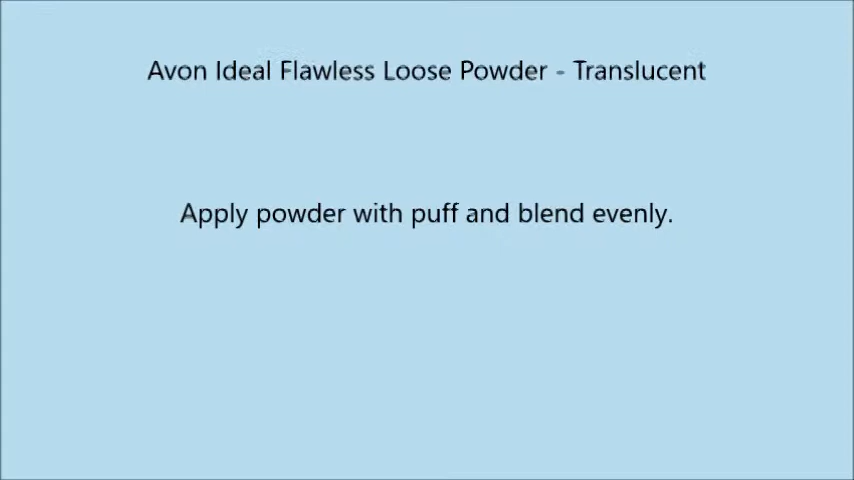 Avon Ideal Flawless Loose Powder - Translucent
Apply powder with puff and blend evenly.